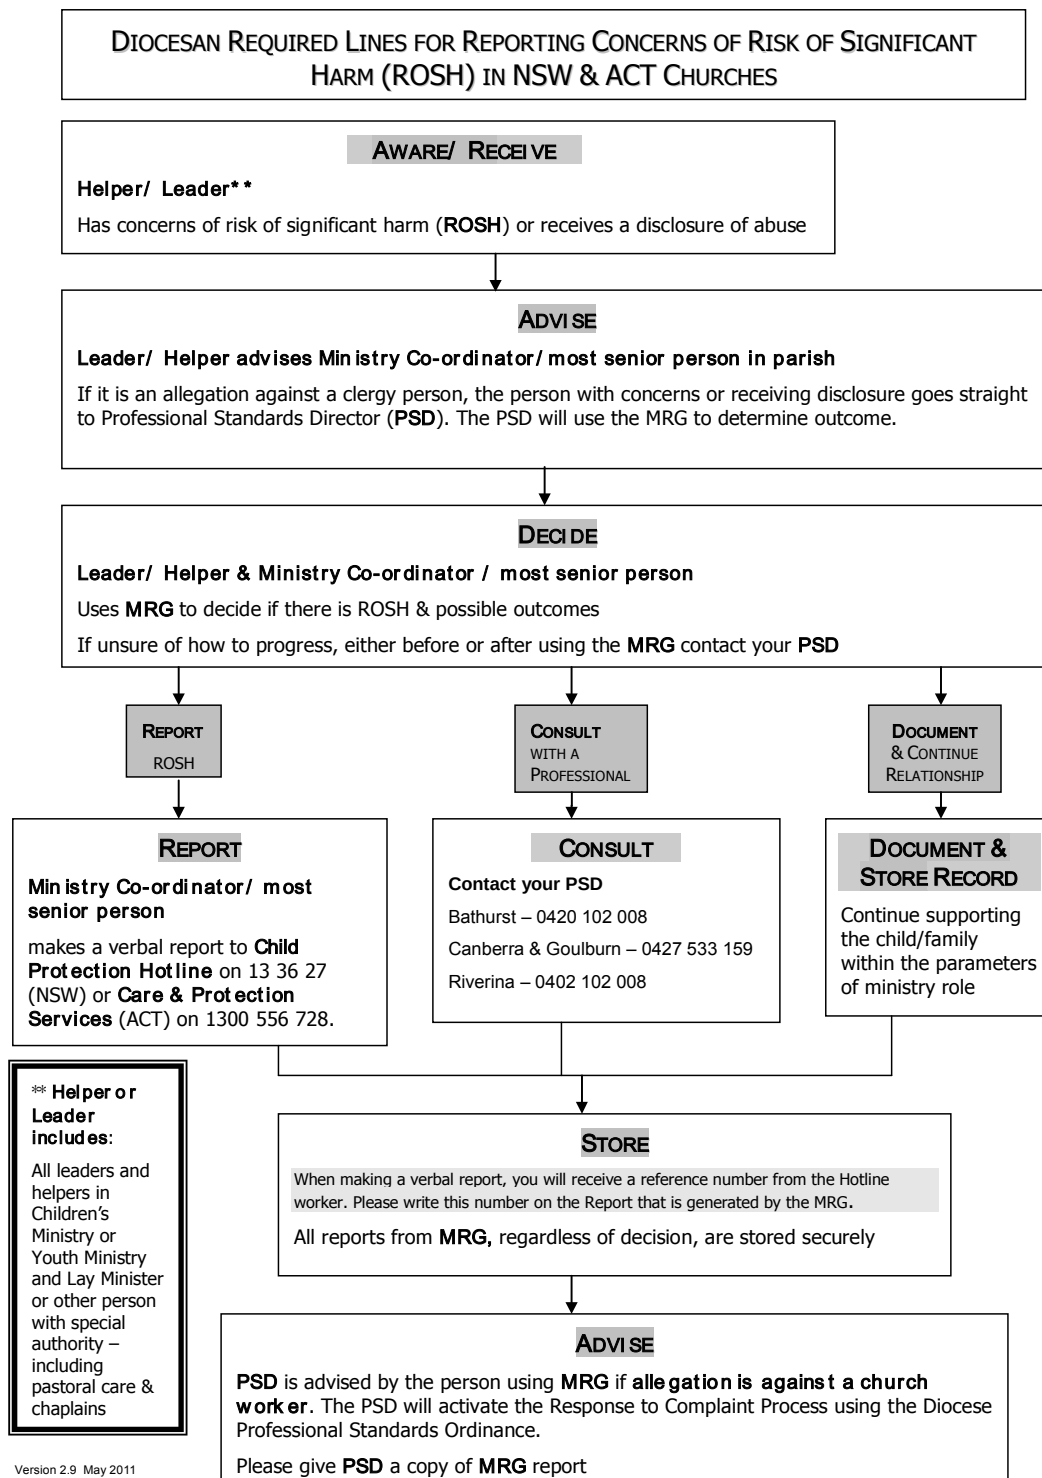 DIOCESAN REQUIRED LINES FOR REPORTING CONCERNS OF RISK OF SIGNIFICANT
HARM (ROSH) IN NSW & ACT CHURCHES
AWARE/ RECEIVE
Helper/ Leader**
Has concerns of risk of significant harm (ROSH) or receives a disclosure of abuse
ADVISE
Leader/ Helper advises Ministry Co-ordinator/ most senior person in parish
If it is an allegation against a clergy person, the person with concerns or receiving disclosure goes straight
to Professional Standards Director (PSD). The PSD will use the MRG to determine outcome.
DECIDE
Leader/ Helper & Ministry Co-ordinator / most senior person
Uses MRG to decide if there is ROSH & possible outcomes
If unsure of how to progress, either before or after using the MRG contact your PSD
REPORT
ROSH
CONSULT
WITH A
PROFESSIONAL
DOCUMENT
& CONTINUE
RELATIONSHIP
REPORT
Ministry Co-ordinator/ most
senior person
makes a verbal report to Child
Protection Hotline on 13 36 27
(NSW) or Care & Protection
Services (ACT) on 1300 556 728.
CONSULT
Contact your PSD
Bathurst – 0420 102 008
Canberra & Goulburn – 0427 533 159
Riverina – 0402 102 008
DOCUMENT &
STORE RECORD
Continue supporting
the child/family
within the parameters
of ministry role
** Helper or
Leader
includes:
All leaders and
helpers in
Children's
Ministry or
Youth Ministry
and Lay Minister
or other person
with special
authority –
including
pastoral care &
chaplains
STORE
When making a verbal report, you will receive a reference number from the Hotline
worker. Please write this number on the Report that is generated by the MRG.
All reports from MRG, regardless of decision, are stored securely
ADVISE
PSD is advised by the person using MRG if allegation is against a church
worker. The PSD will activate the Response to Complaint Process using the Diocese
Professional Standards Ordinance.
Please give PSD a copy of MRG report
Version 2.9 May 2011